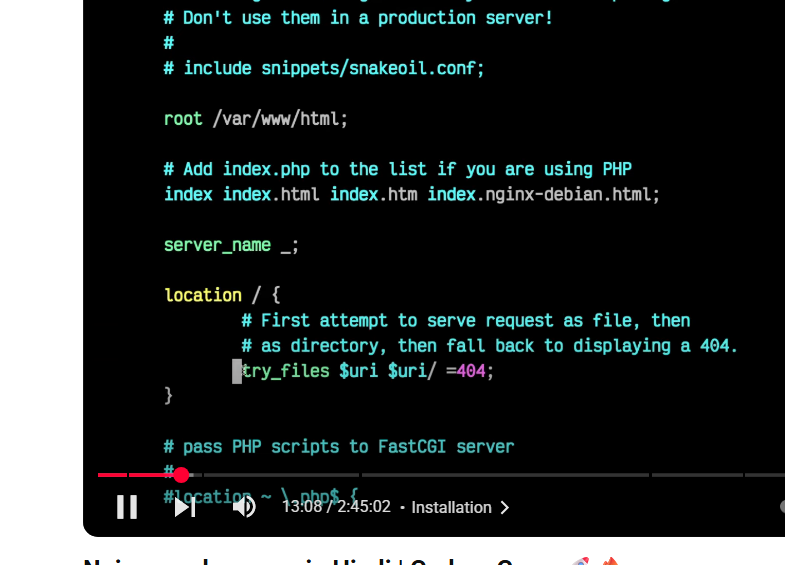 # Don't use them in a production server!
#
# include snippets/snakeoil.conf;
root /var/www/html;
# Add index.php to the list if you are using PHP
index index.html index.htm index.nginx-debian.html;
server_name _;
location / {
# First attempt to serve request as file, then
# as directory, then fall back to displaying a 404.
try_files $uri $uri/ =404;
}
# pass PHP scripts to FastCGI server
#
#location ~ \.php$ {
13:08 / 2:45:02 • Installation >